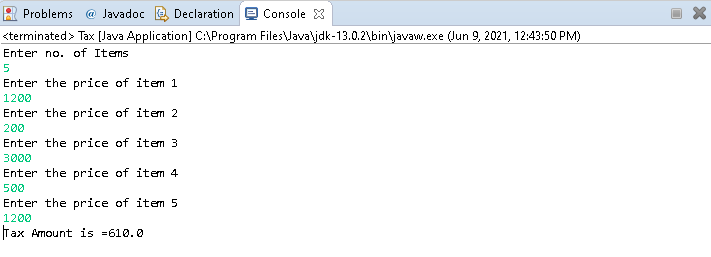 Problems @ Javadoc Declaration Console
<terminated> Tax [Java Application] C:\Program Files\Java\jdk-13.0.2\bin\javaw.exe (Jun 9, 2021, 12:43:50 PM)
Enter no. of Items
5
Enter the price of item 1
1200
Enter the price of item 2
200
Enter the price of item 3
3000
Enter the price of item 4
500
Enter the price of item 5
1200
Tax Amount is =610.0